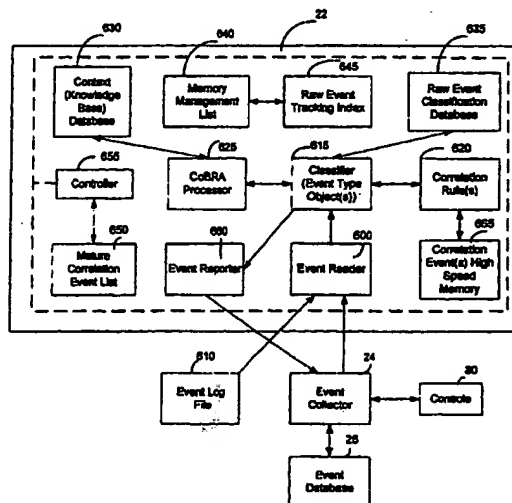 630
640
22
645
635
Context
(Knowledge
Base)
Database
Memory
Management
List
Raw Event
Tracking Index
Raw Event
Classification
Database
655
625
615
620
Controller
CoBRA
Processor
Classifier
(Event Type
Object(s))
Correlation
Rule(s)
650
660
600
665
Mature
Correlation
Event List
Event Reporter
Event Reader
Correlation
Event(s) High
Speed
Memory
610
24
30
Event Log
File
Event
Collector
Console
26
Event
Database